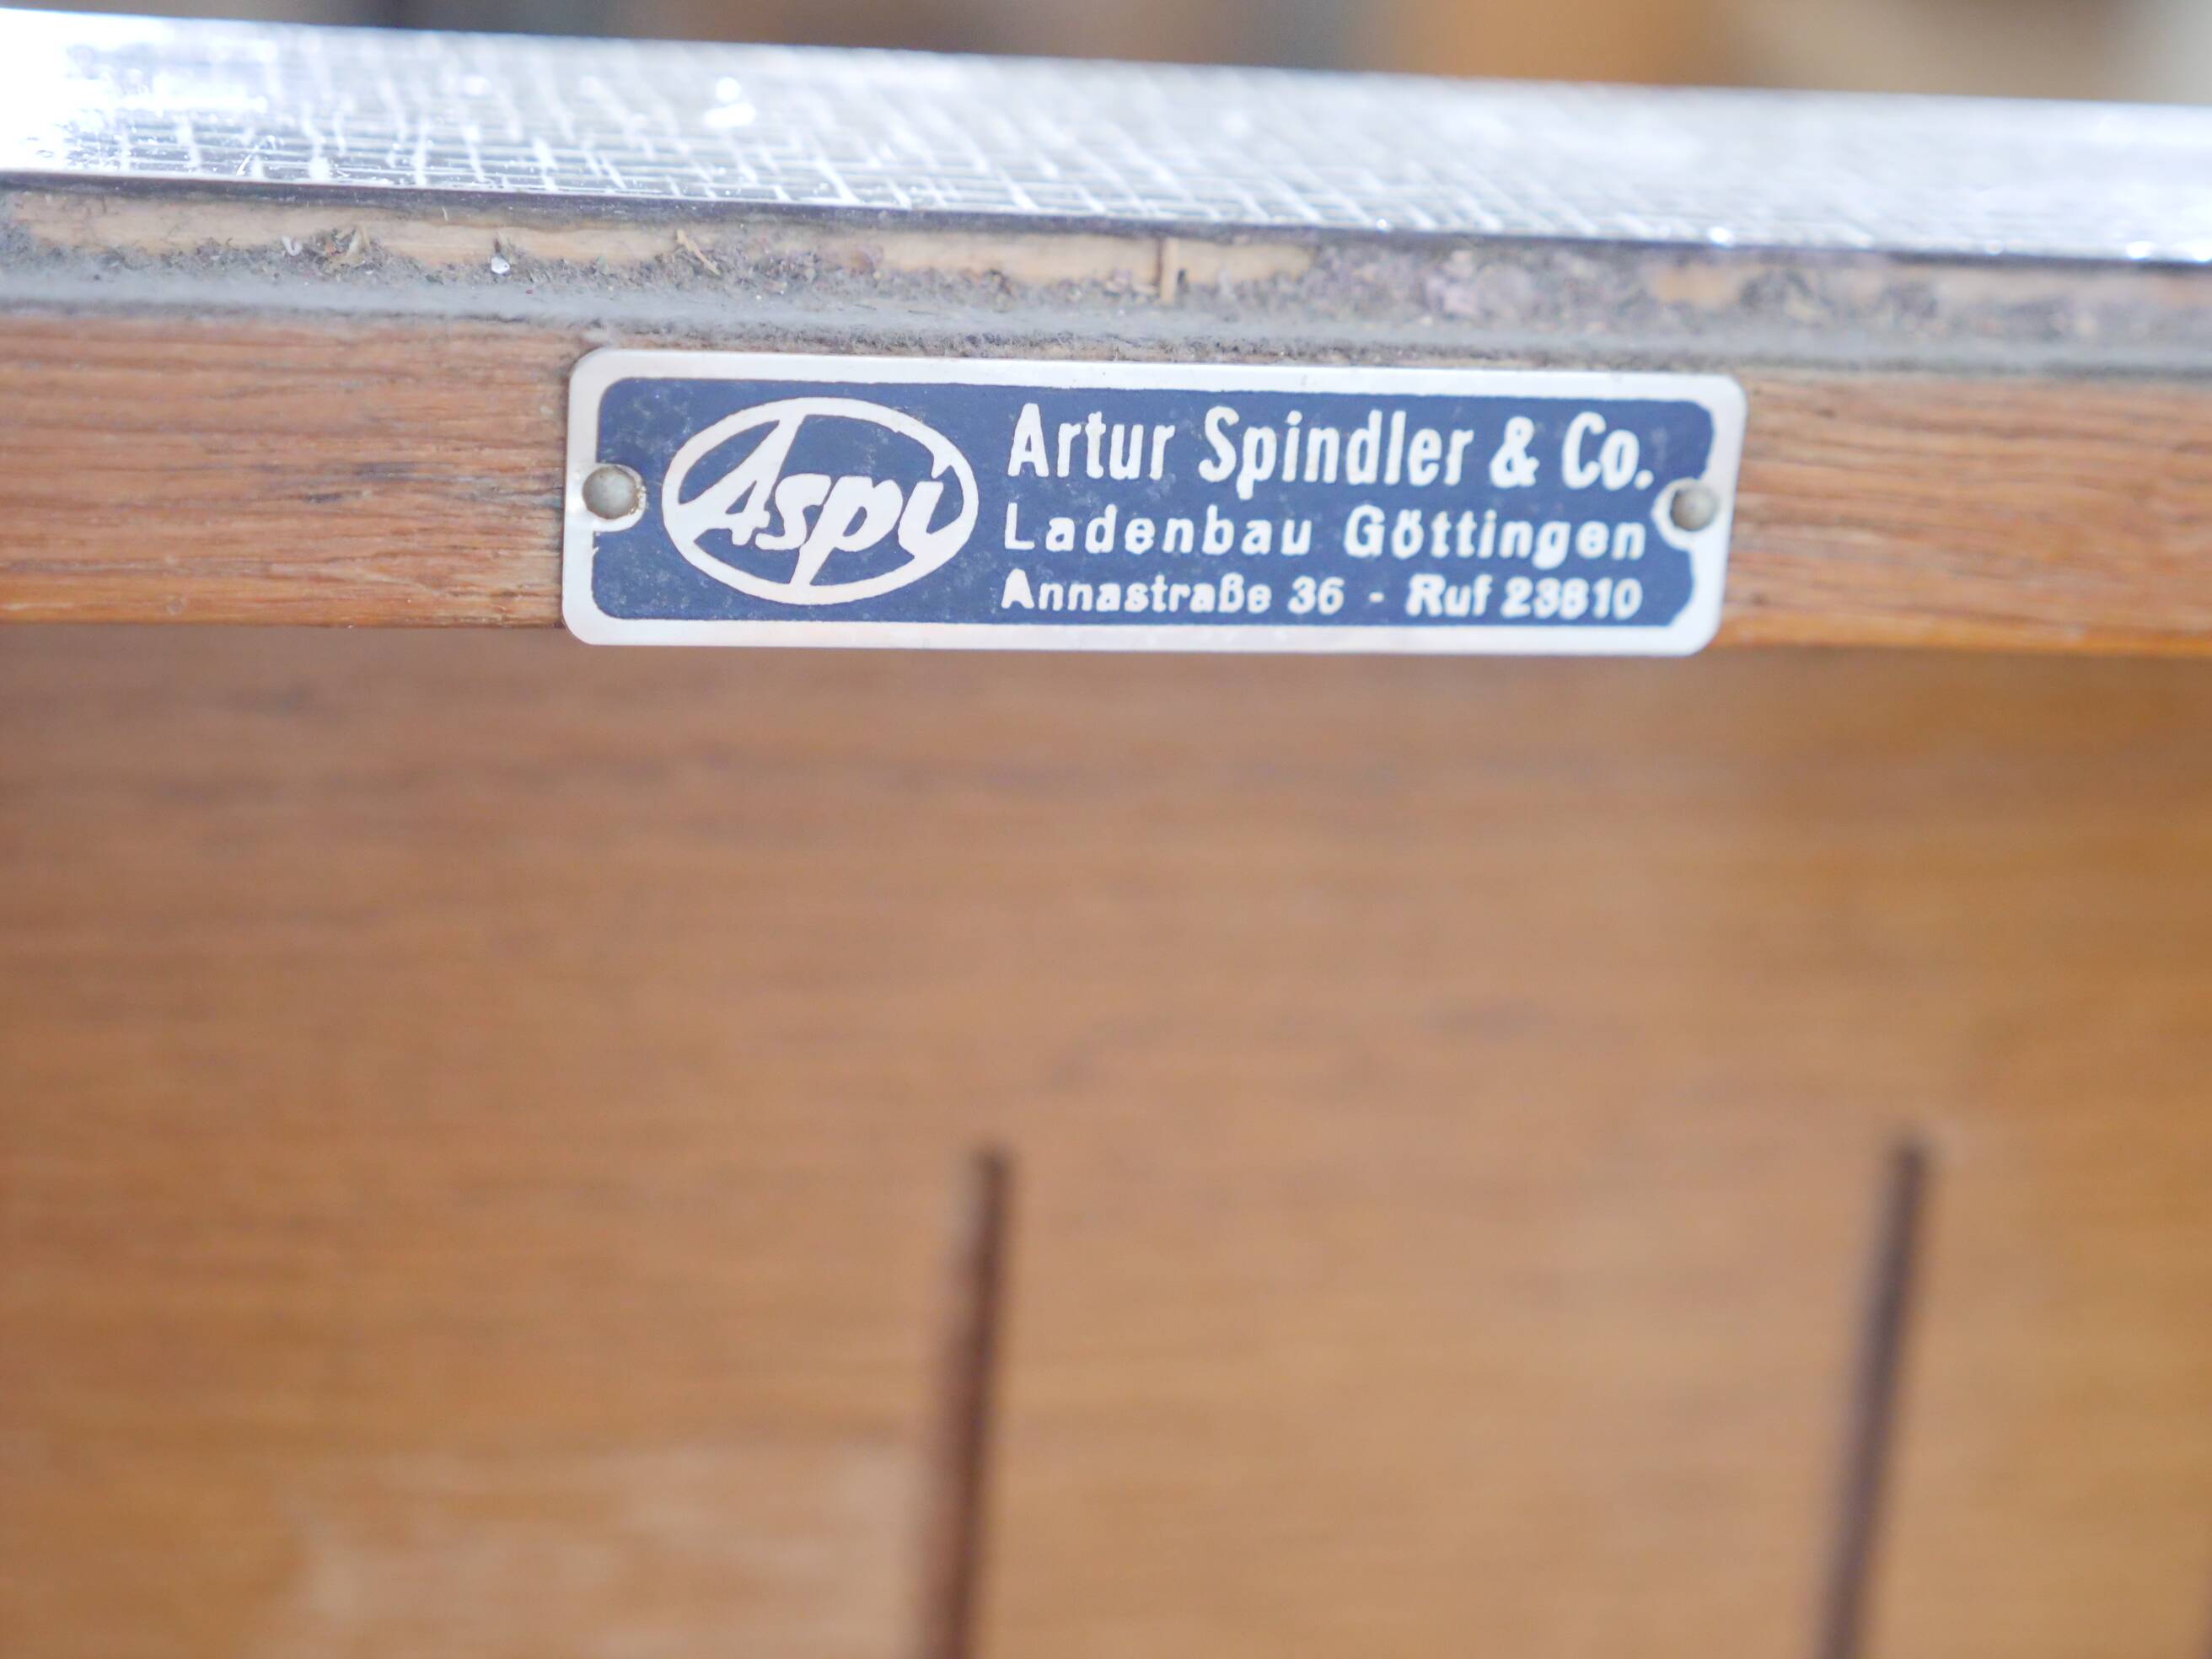 Aspi
Artur Spindler & Co.
Ladenbau Göttingen
Annastraße 36 - Ruf 23810